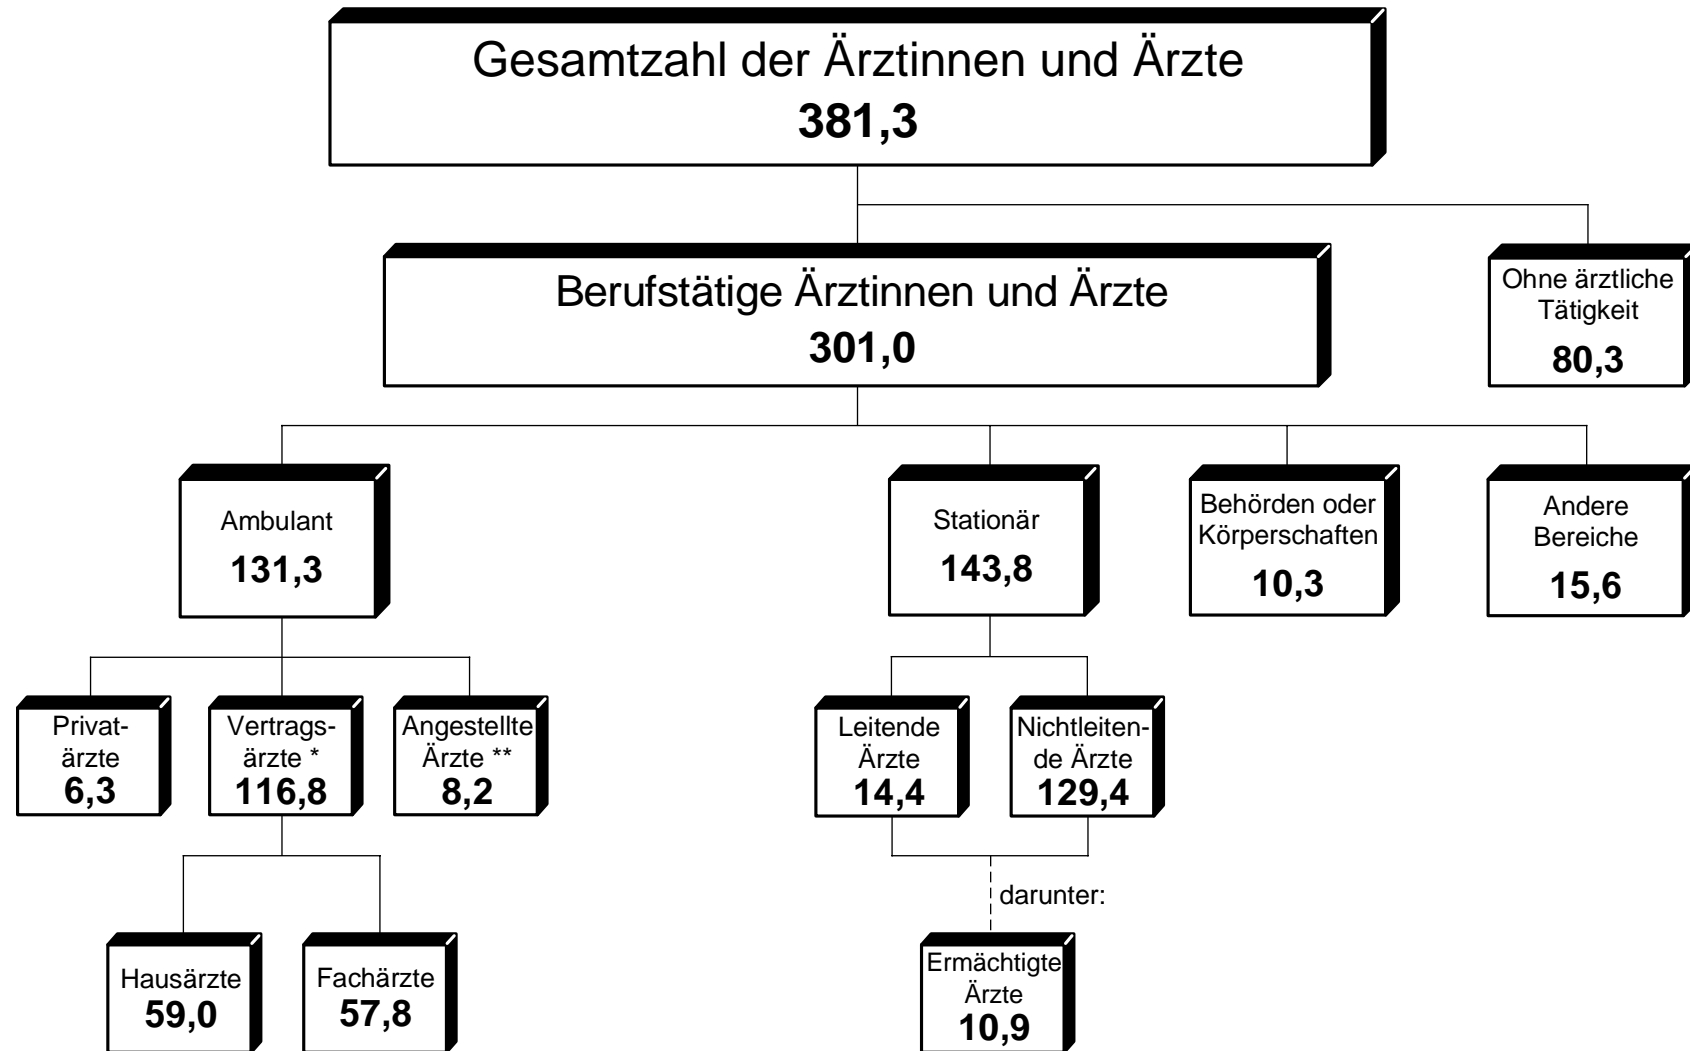 Gesamtzahl der Ärztinnen und Ärzte
381,3
Berufstätige Ärztinnen und Ärzte
301,0
Ohne ärztliche
Tätigkeit
80,3
Ambulant
131,3
Stationär
143,8
Behörden oder
Körperschaften
10,3
Andere
Bereiche
15,6
Privat-
ärzte
6,3
Vertrags-
ärzte *
116,8
Angestellte
Ärzte **
8,2
Leitende
Ärzte
14,4
Nichtleiten-
de Ärzte
129,4
darunter:
Hausärzte
59,0
Fachärzte
57,8
Ermächtigte
Ärzte
10,9